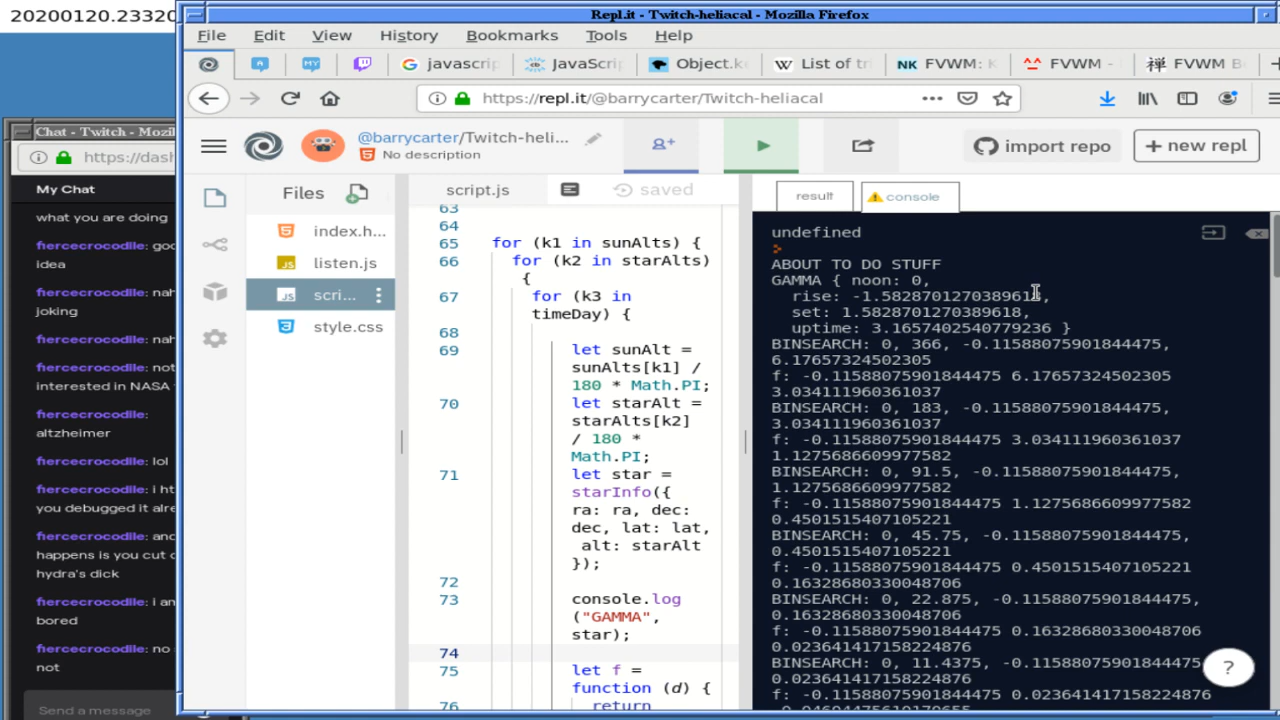 20200120.23320
Repl.it - Twitch-heliacal - Mozilla Firefox
File Edit View History Bookmarks Tools Help
javascri JavaScri Object.k List of tr NK FVWM: K FVWM - 禅 FVWM B
https://repl.it/@barrycarter/Twitch-heliacal
Chat - Twitch - Mozil
https://dash
My Chat
what you are doing
fiercecrocodile: goo
idea
fiercecrocodile: nah
joking
fiercecrocodile: nah
fiercecrocodile: not
interested in NASA
fiercecrocodile:
altzheimer
fiercecrocodile: lol
fiercecrocodile: i ht
you debugged it alre
fiercecrocodile: and
happens is you cut o
hydra's dick
fiercecrocodile: i am
bored
fiercecrocodile: no
not
Send a message
@barrycarter/Twitch-heli...
No description
import repo
+ new repl
Files
index.h...
listen.js
scri...
style.css
script.js
saved
63
64
65 for (k1 in sunAlts) {
66 for (k2 in starAlts)
{
67 for (k3 in
timeDay) {
68
69 let sunAlt =
sunAlts[k1] /
180 * Math.PI;
70 let starAlt =
starAlts[k2]
/ 180 *
Math.PI;
71 let star =
starInfo({
ra: ra, dec:
dec, lat: lat,
alt: starAlt
});
72
73 console.log
("GAMMA",
star);
74
75 let f =
function (d) {
76 return
result
console
undefined
ABOUT TO DO STUFF
GAMMA { noon: 0,
rise: -1.582870127038961
set: 1.5828701270389618,
uptime: 3.1657402540779236 }
BINSEARCH: 0, 366, -0.11588075901844475,
6.17657324502305
f: -0.11588075901844475 6.17657324502305
3.034111960361037
BINSEARCH: 0, 183, -0.11588075901844475,
3.034111960361037
f: -0.11588075901844475 3.034111960361037
1.1275686609977582
BINSEARCH: 0, 91.5, -0.11588075901844475,
1.1275686609977582
f: -0.11588075901844475 1.1275686609977582
0.4501515407105221
BINSEARCH: 0, 45.75, -0.11588075901844475,
0.4501515407105221
f: -0.11588075901844475 0.4501515407105221
0.16328680330048706
BINSEARCH: 0, 22.875, -0.11588075901844475,
0.16328680330048706
f: -0.11588075901844475 0.16328680330048706
0.023641417158224876
BINSEARCH: 0, 11.4375, -0.11588075901844475
0.023641417158224876
f: -0.11588075901844475 0.023641417158224876
?